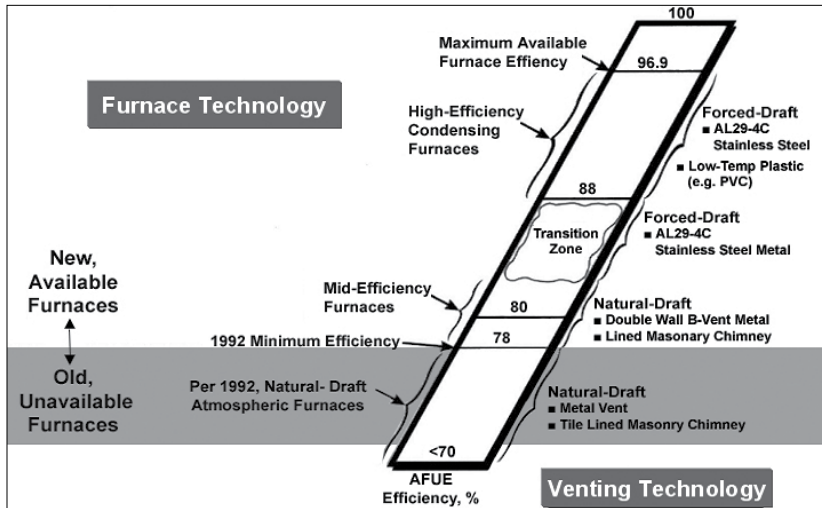 Furnace Technology
Maximum Available
Furnace Effiency
High-Efficiency
Condensing
Furnaces
Mid-Efficiency
Furnaces
1992 Minimum Efficiency
Per 1992, Natural- Draft
Atmospheric Furnaces
New,
Available
Furnaces
Old,
Unavailable
Furnaces
100
96.9
88
Transition
Zone
80
78
<70
AFUE
Efficiency, %
Forced-Draft
■ AL29-4C
Stainless Steel
■ Low-Temp Plastic
(e.g. PVC)
Forced-Draft
■ AL29-4C
Stainless Steel Metal
Natural-Draft
■ Double Wall B-Vent Metal
■ Lined Masonary Chimney
Natural-Draft
■ Metal Vent
■ Tile Lined Masonry Chimney
Venting Technology